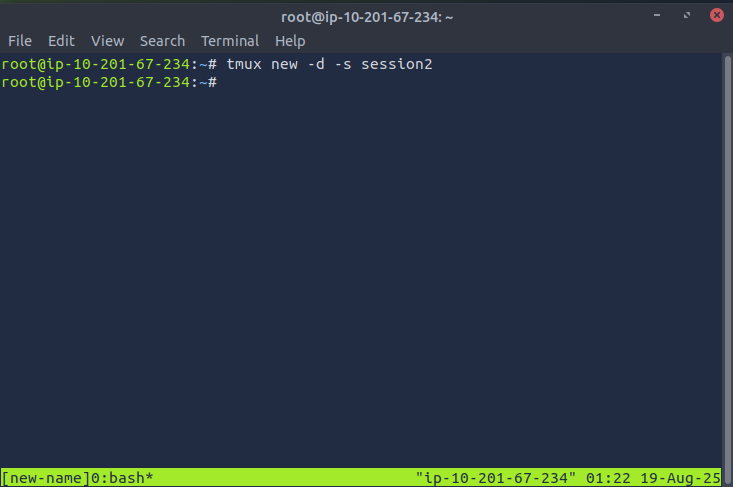 root@ip-10-201-67-234: ~
File Edit View Search Terminal Help
root@ip-10-201-67-234:~# tmux new -d -s session2
root@ip-10-201-67-234:~#
[new-name]0:bash* "ip-10-201-67-234" 01:22 19-Aug-25